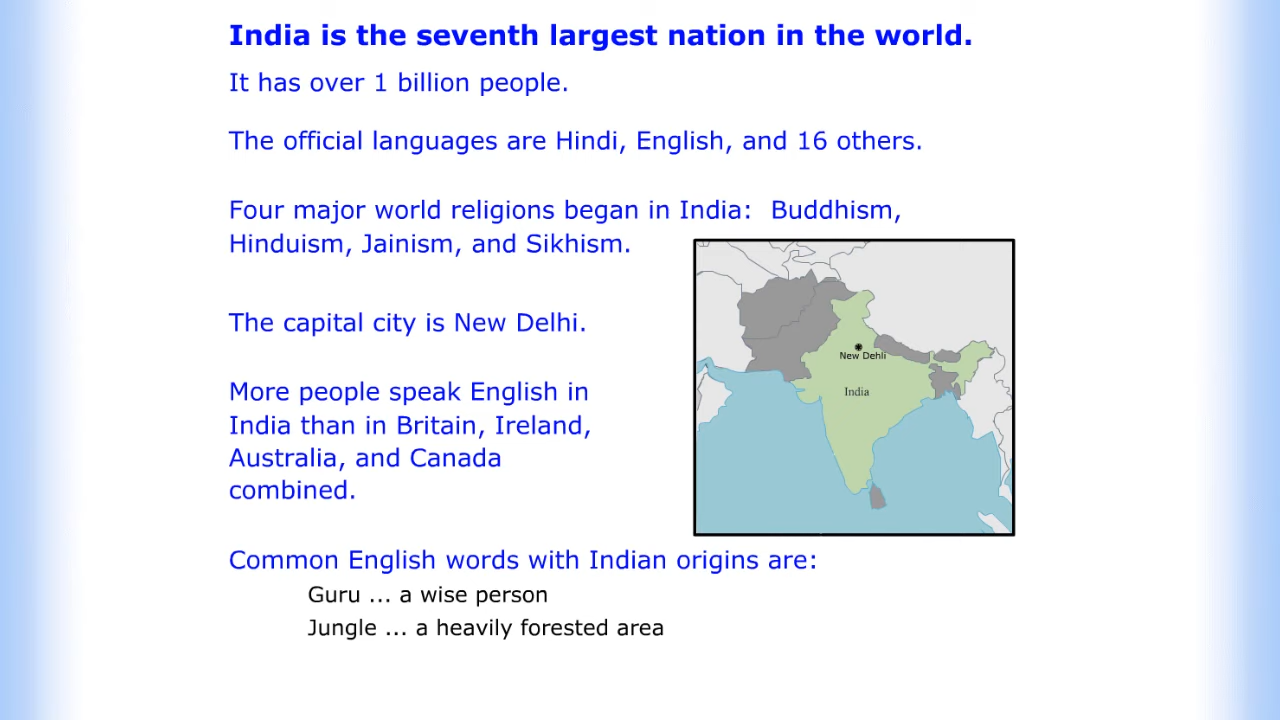 India is the seventh largest nation in the world.
It has over 1 billion people.
The official languages are Hindi, English, and 16 others.
Four major world religions began in India:  Buddhism,
Hinduism, Jainism, and Sikhism.
The capital city is New Delhi.
New Dehli
India
More people speak English in
India than in Britain, Ireland,
Australia, and Canada
combined.
Common English words with Indian origins are:
Guru ... a wise person
Jungle ... a heavily forested area